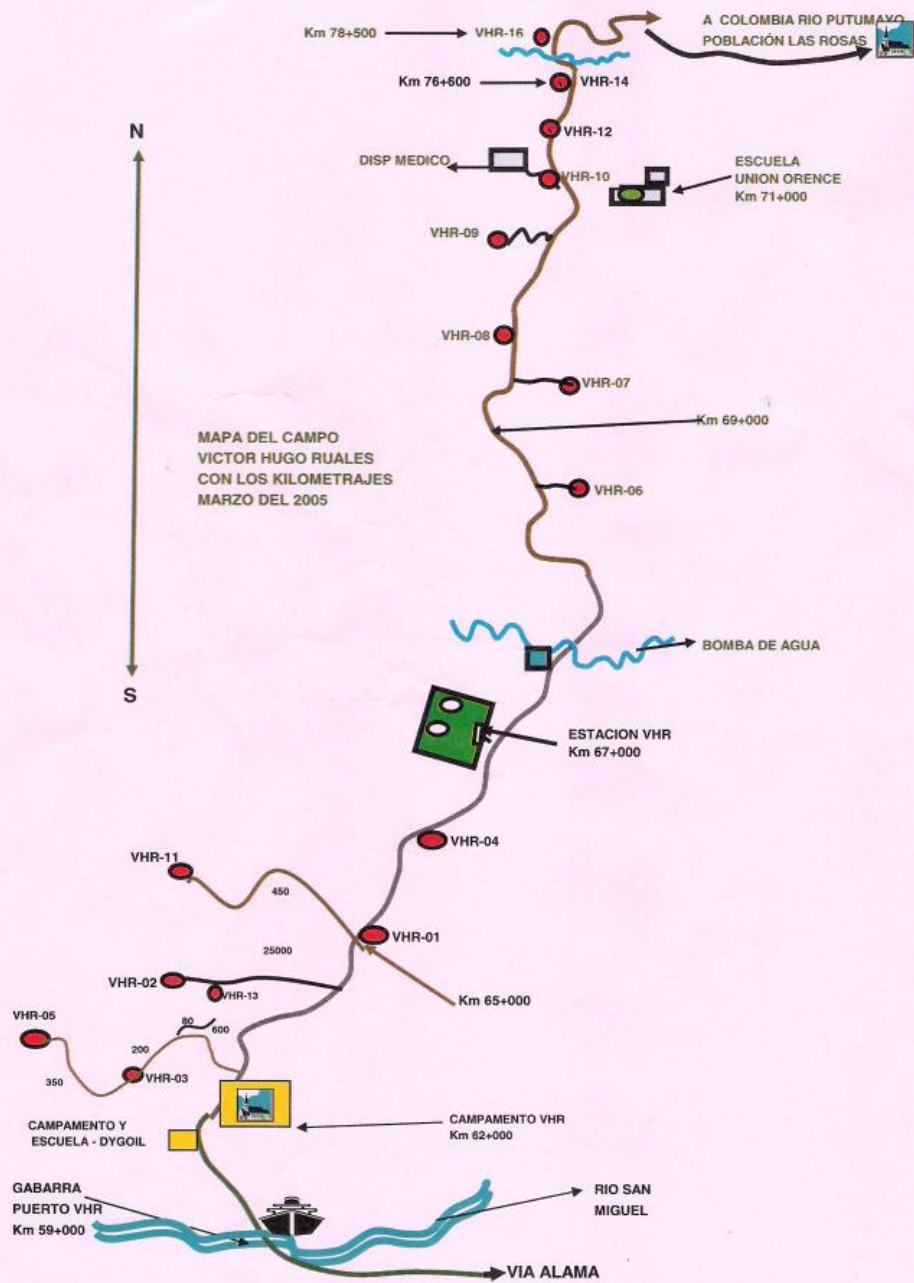 A COLOMBIA RIO PUTUMAYO
POBLACIÓN LAS ROSAS
Km 78+500
VHR-16
Km 76+600
VHR-14
N
VHR-12
DISP MEDICO
VHR-10
ESCUELA
UNION ORENCE
Km 71+000
VHR-09
VHR-08
VHR-07
Km 69+000
MAPA DEL CAMPO
VICTOR HUGO RUALES
CON LOS KILOMETRAJES
MARZO DEL 2005
VHR-06
BOMBA DE AGUA
S
ESTACION VHR
Km 67+000
VHR-04
VHR-11
450
VHR-01
25000
VHR-02
VHR-13
Km 65+000
VHR-05
80
600
200
350
VHR-03
CAMPAMENTO Y
ESCUELA - DYGOIL
CAMPAMENTO VHR
Km 62+000
GABARRA
PUERTO VHR
Km 59+000
RIO SAN
MIGUEL
VIA ALAMA